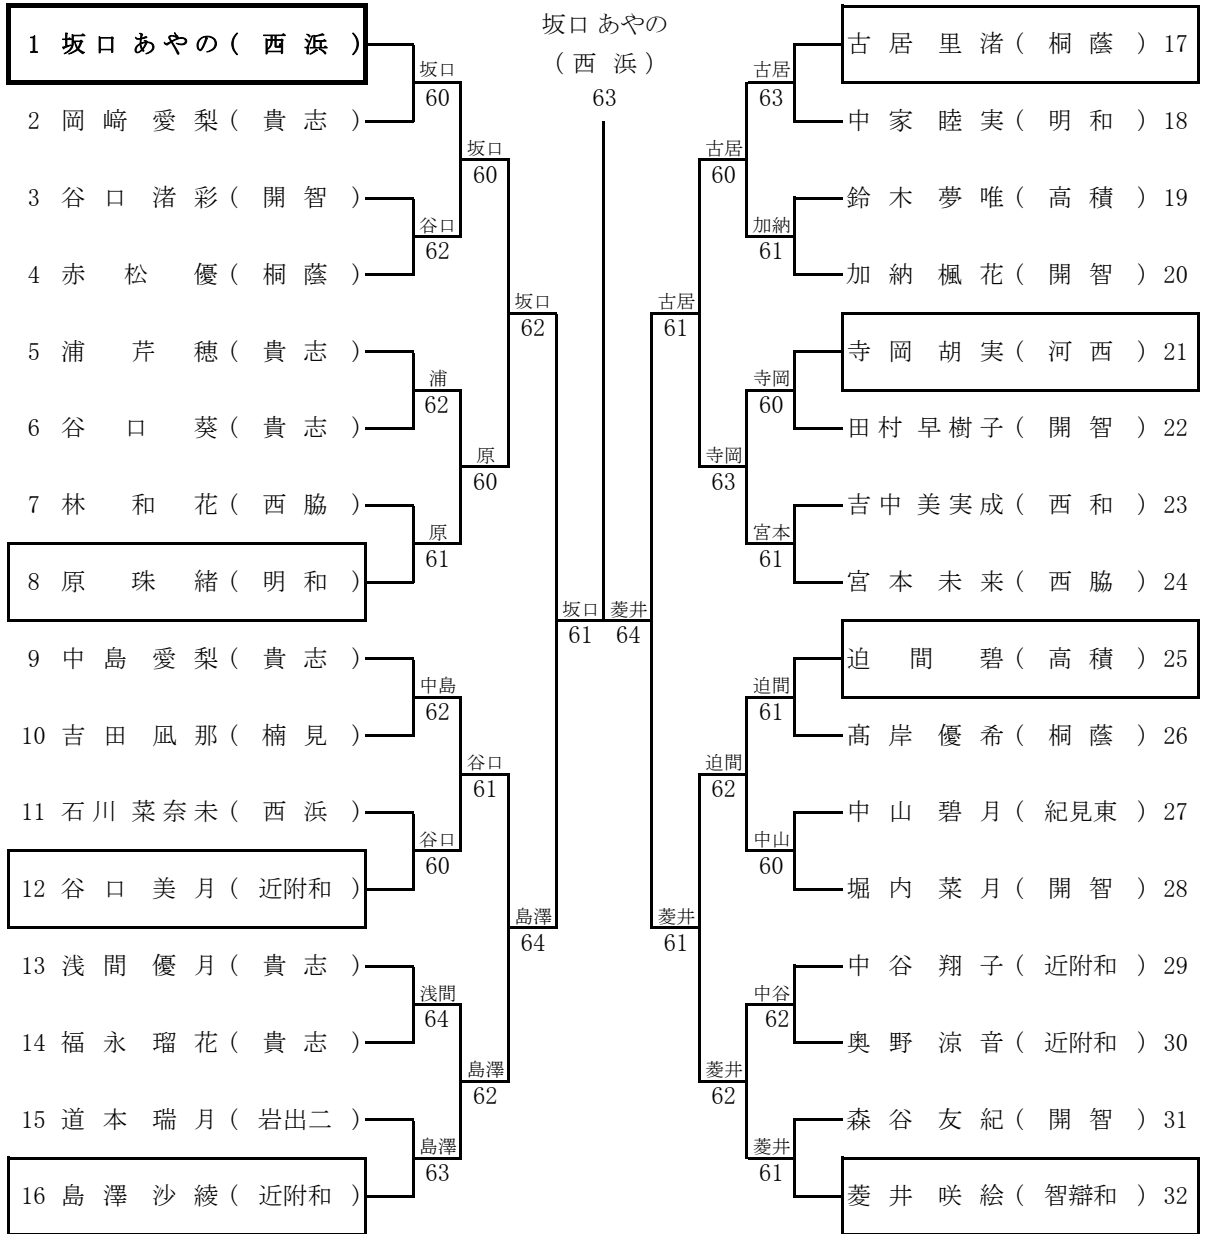 坂口 あやの
(西 浜)
63
1 坂口 あやの ( 西 浜 )
2 岡 﨑 愛 梨 ( 貴 志 )
3 谷 口 渚 彩 ( 開 智 )
4 赤 松 優 ( 桐 蔭 )
5 浦 芹 穂 ( 貴 志 )
6 谷 口 葵 ( 貴 志 )
7 林 和 花 ( 西 脇 )
8 原 珠 緒 ( 明 和 )
9 中 島 愛 梨 ( 貴 志 )
10 吉 田 凪 那 ( 楠 見 )
11 石 川 菜 奈 未 ( 西 浜 )
12 谷 口 美 月 ( 近附和 )
13 浅 間 優 月 ( 貴 志 )
14 福 永 瑠 花 ( 貴 志 )
15 道 本 瑞 月 ( 岩出二 )
16 島 澤 沙 綾 ( 近附和 )
坂口
60
谷口
62
浦
62
原
61
中島
62
谷口
60
浅間
64
島澤
63
坂口
60
原
60
谷口
61
島澤
62
坂口
62
島澤
64
坂口
61
菱井
64
古居
61
菱井
61
古居
60
寺岡
63
迫間
62
菱井
62
古居
63
加納
61
寺岡
60
宮本
61
迫間
61
中山
60
中谷
62
菱井
61
古 居 里 渚 ( 桐 蔭 ) 17
中 家 睦 実 ( 明 和 ) 18
鈴 木 夢 唯 ( 高 積 ) 19
加 納 楓 花 ( 開 智 ) 20
寺 岡 胡 実 ( 河 西 ) 21
田 村 早 樹 子 ( 開 智 ) 22
吉 中 美 実 成 ( 西 和 ) 23
宮 本 未 来 ( 西 脇 ) 24
迫 間 碧 ( 高 積 ) 25
髙 岸 優 希 ( 桐 蔭 ) 26
中 山 碧 月 ( 紀見東 ) 27
堀 内 菜 月 ( 開 智 ) 28
中 谷 翔 子 ( 近附和 ) 29
奥 野 涼 音 ( 近附和 ) 30
森 谷 友 紀 ( 開 智 ) 31
菱 井 咲 絵 ( 智辯和 ) 32